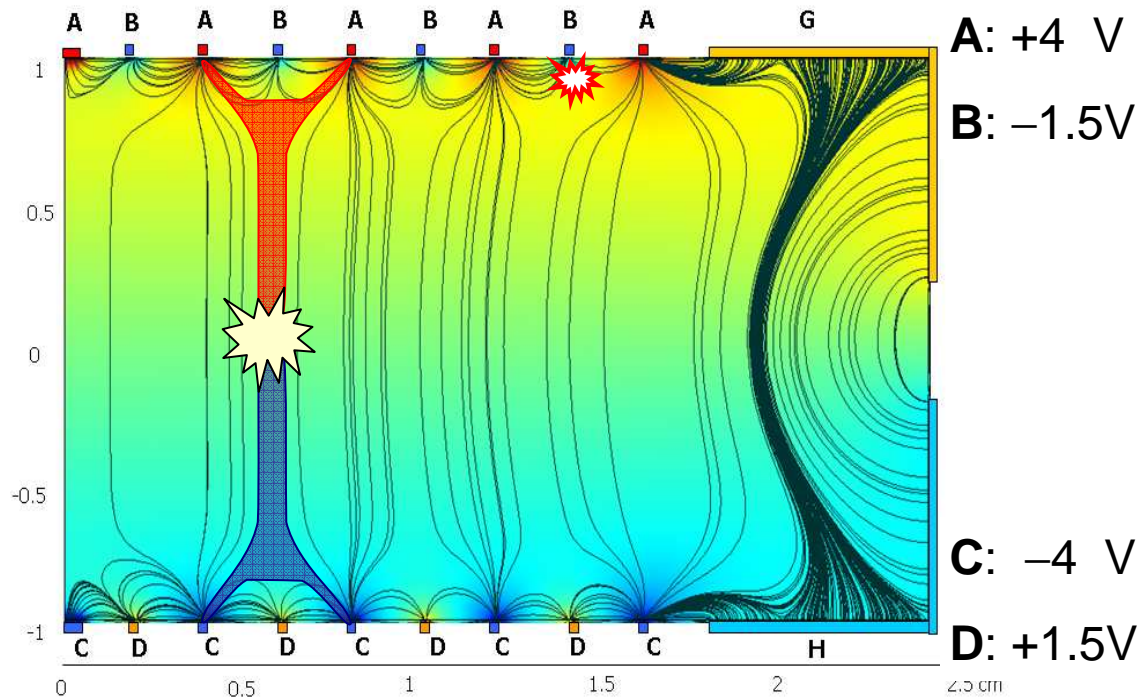 A B A B A B A B A G
A: +4 V
1
B: –1.5V
0.5
0
-0.5
C: –4 V
-1
D: +1.5V
C D C D C D C D C H
0 0.5 1 1.5 2 2.5 cm